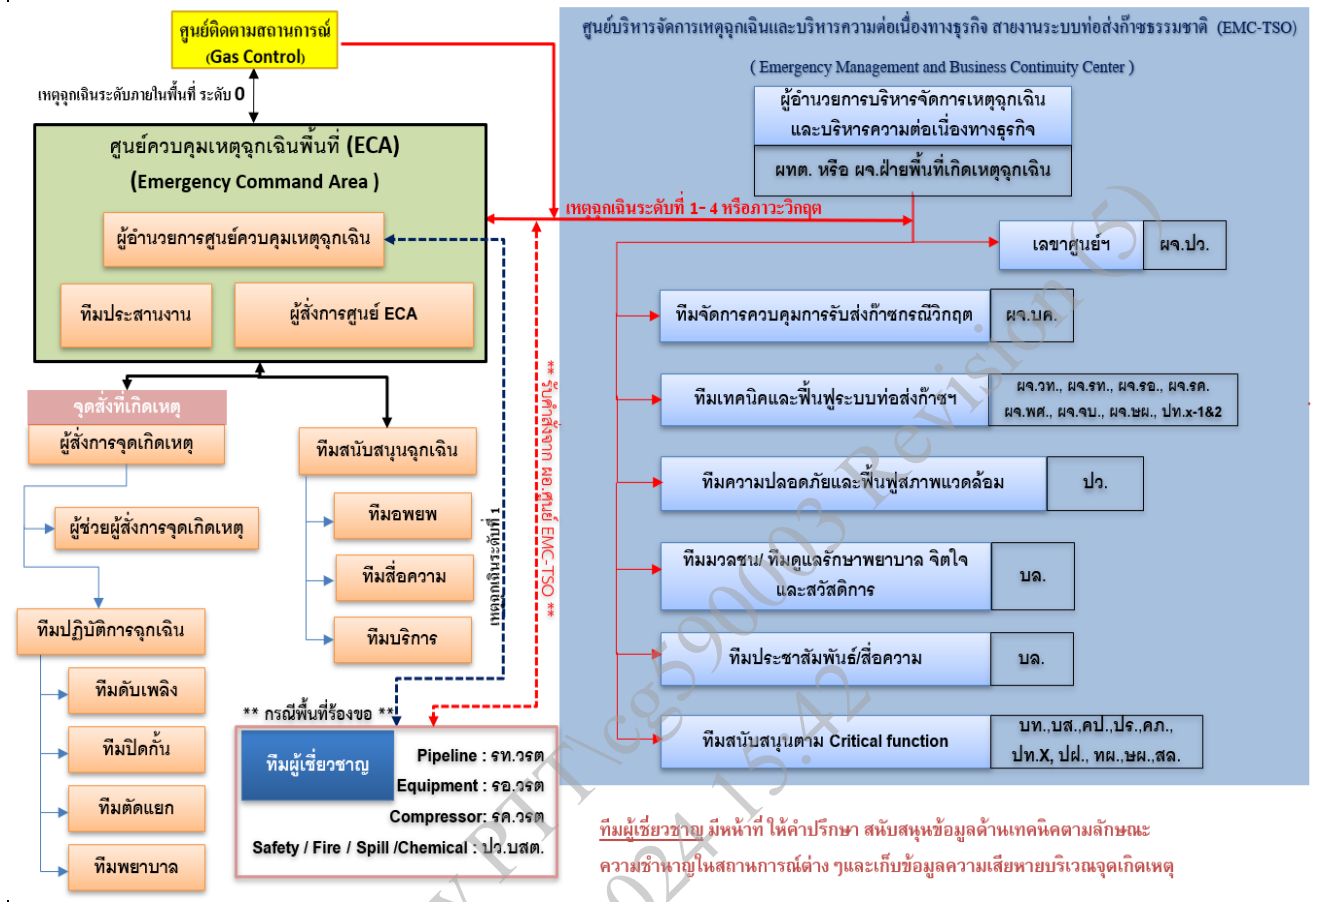 ศูนย์ติดตามสถานการณ์
(Gas Control)
เหตุฉุกเฉินระดับภายในพื้นที่ ระดับ 0
ศูนย์ควบคุมเหตุฉุกเฉินพื้นที่ (ECA)
(Emergency Command Area )
ผู้อำนวยการศูนย์ควบคุมเหตุฉุกเฉิน
ทีมประสานงาน
ผู้สั่งการศูนย์ ECA
จุดสั่งที่เกิดเหตุ
ผู้สั่งการจุดเกิดเหตุ
ผู้ช่วยผู้สั่งการจุดเกิดเหตุ
ทีมปฏิบัติการฉุกเฉิน
ทีมดับเพลิง
ทีมปิดกั้น
ทีมตัดแยก
ทีมพยาบาล
ทีมสนับสนุนฉุกเฉิน
ทีมอพยพ
ทีมสื่อความ
ทีมบริการ
เหตุฉุกเฉินระดับที่ 1
** รับคำสั่งจาก ผอ.ศูนย์ EMC-TSO **
** กรณีพื้นที่ร้องขอ **
ทีมผู้เชี่ยวชาญ
Pipeline : รท.วรต
Equipment : รอ.วรต
Compressor: รค.วรต
Safety / Fire / Spill /Chemical : ปว.บสต.
ศูนย์บริหารจัดการเหตุฉุกเฉินและบริหารความต่อเนื่องทางธุรกิจ สายงานระบบท่อส่งก๊าซธรรมชาติ (EMC-TSO)
( Emergency Management and Business Continuity Center )
ผู้อำนวยการบริหารจัดการเหตุฉุกเฉิน
และบริหารความต่อเนื่องทางธุรกิจ
ผทต. หรือ ผจ.ฝ่ายพื้นที่เกิดเหตุฉุกเฉิน
เหตุฉุกเฉินระดับที่ 1- 4 หรือภาวะวิกฤต
เลขาศูนย์ฯ
ผจ.ปว.
ทีมจัดการควบคุมการรับส่งก๊าซกรณีวิกฤต
ผจ.บค.
ทีมเทคนิคและฟื้นฟูระบบท่อส่งก๊าซฯ
ผจ.วท., ผจ.รท., ผจ.รอ., ผจ.รค.
ผจ.พศ., ผจ.จบ., ผจ.ษผ., ปท.x-1&2
ทีมความปลอดภัยและฟื้นฟูสภาพแวดล้อม
ปว.
ทีมมวลชน/ ทีมดูแลรักษาพยาบาล จิตใจ
และสวัสดิการ
บล.
ทีมประชาสัมพันธ์/สื่อความ
บล.
ทีมสนับสนุนตาม Critical function
บท.,บส.,คป.,ปร.,คภ.,
ปท.X, ปฝ., ทผ.,ษผ.,สล.
ทีมผู้เชี่ยวชาญ มีหน้าที่ ให้คำปรึกษา สนับสนุนข้อมูลด้านเทคนิคตามลักษณะ
ความชำนาญในสถานการณ์ต่าง ๆและเก็บข้อมูลความเสียหายบริเวณจุดเกิดเหตุ
y PTT\cg590003 Revision (5)
024 15:42